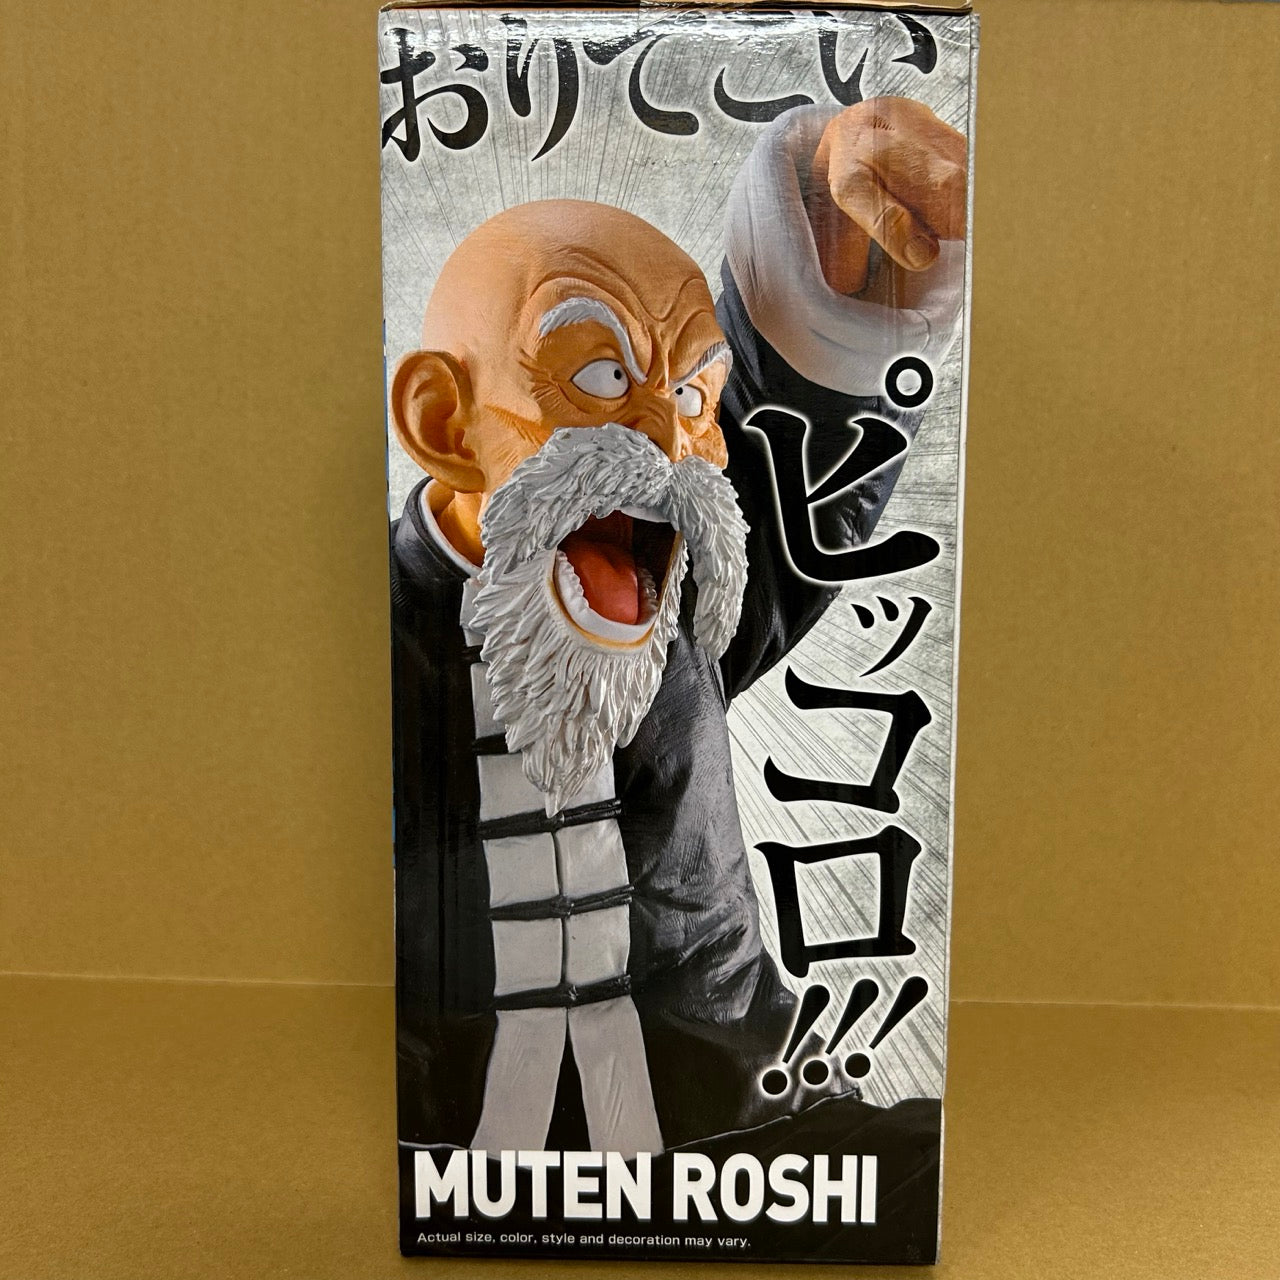 おりてこい
ピッコロ!!!
MUTEN ROSHI
Actual size, color, style and decoration may vary.